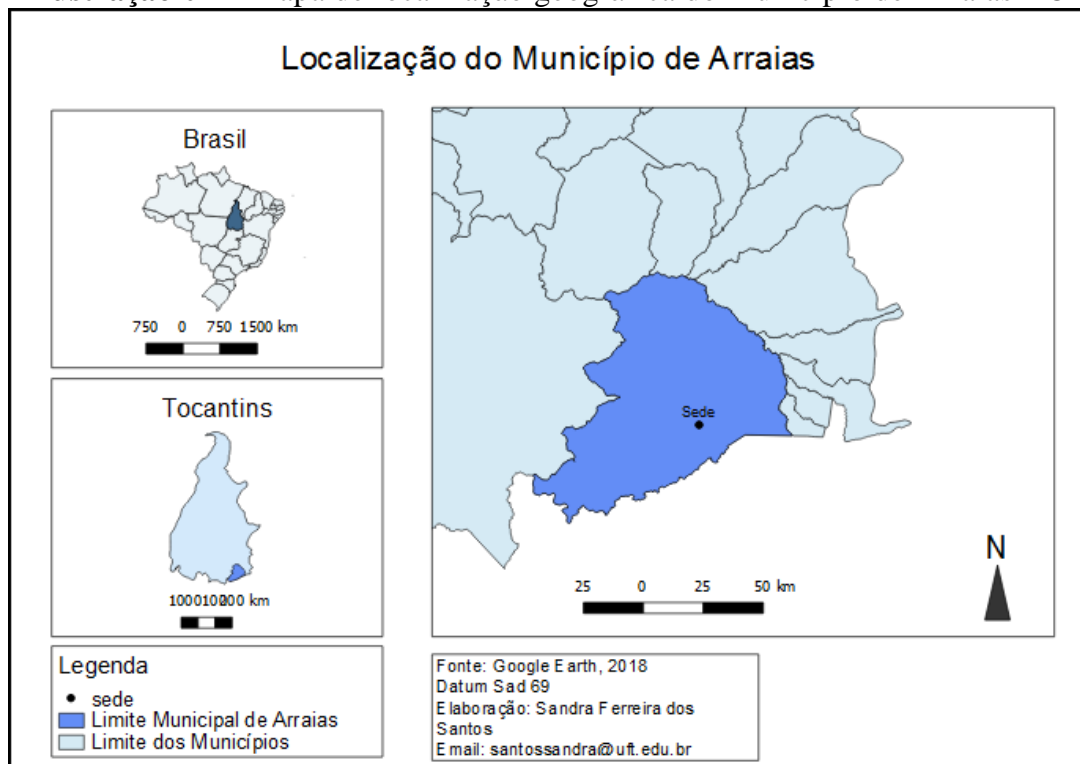 Localização do Município de Arraias
Brasil
750 0 750 1500 km
Tocantins
km
Legenda
sede
Limite Municipal de Arraias
Limite dos Municípios
Sede
N
25 0 25 50 km
Fonte: Google Earth, 2018
Datum Sad 69
Elaboração: Sandra Ferreira dos
Santos
Email: santossandra@uft.edu.br